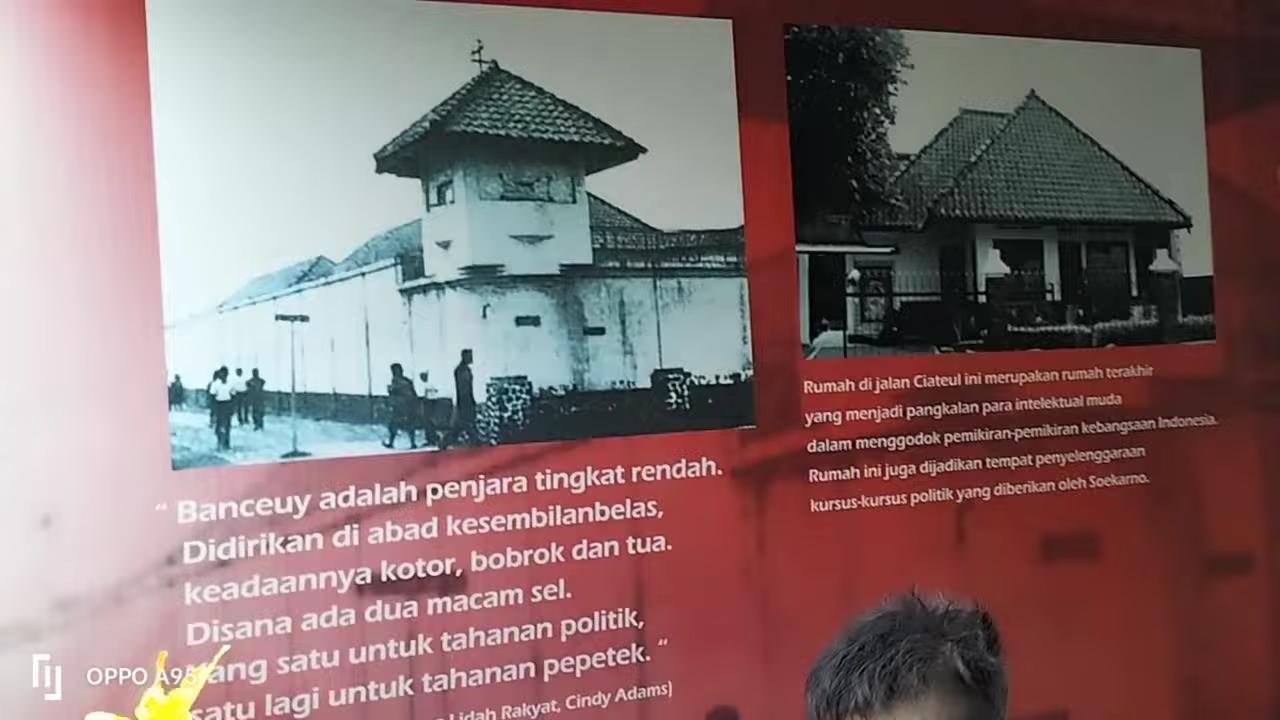 “ Banceuy adalah penjara tingkat rendah.
Didirikan di abad kesembilanbelas,
keadaannya kotor, bobrok dan tua.
Disana ada dua macam sel.
ang satu untuk tahanan politik,
satu lagi untuk tahanan pepetek. “
Lidah Rakyat, Cindy Adams)
Rumah di jalan Ciateul ini merupakan rumah terakhir
yang menjadi pangkalan para intelektual muda
dalam menggodok pemikiran-pemikiran kebangsaan Indonesia.
Rumah ini juga dijadikan tempat penyelenggaraan
kursus-kursus politik yang diberikan oleh Soekarno.
OPPO A95